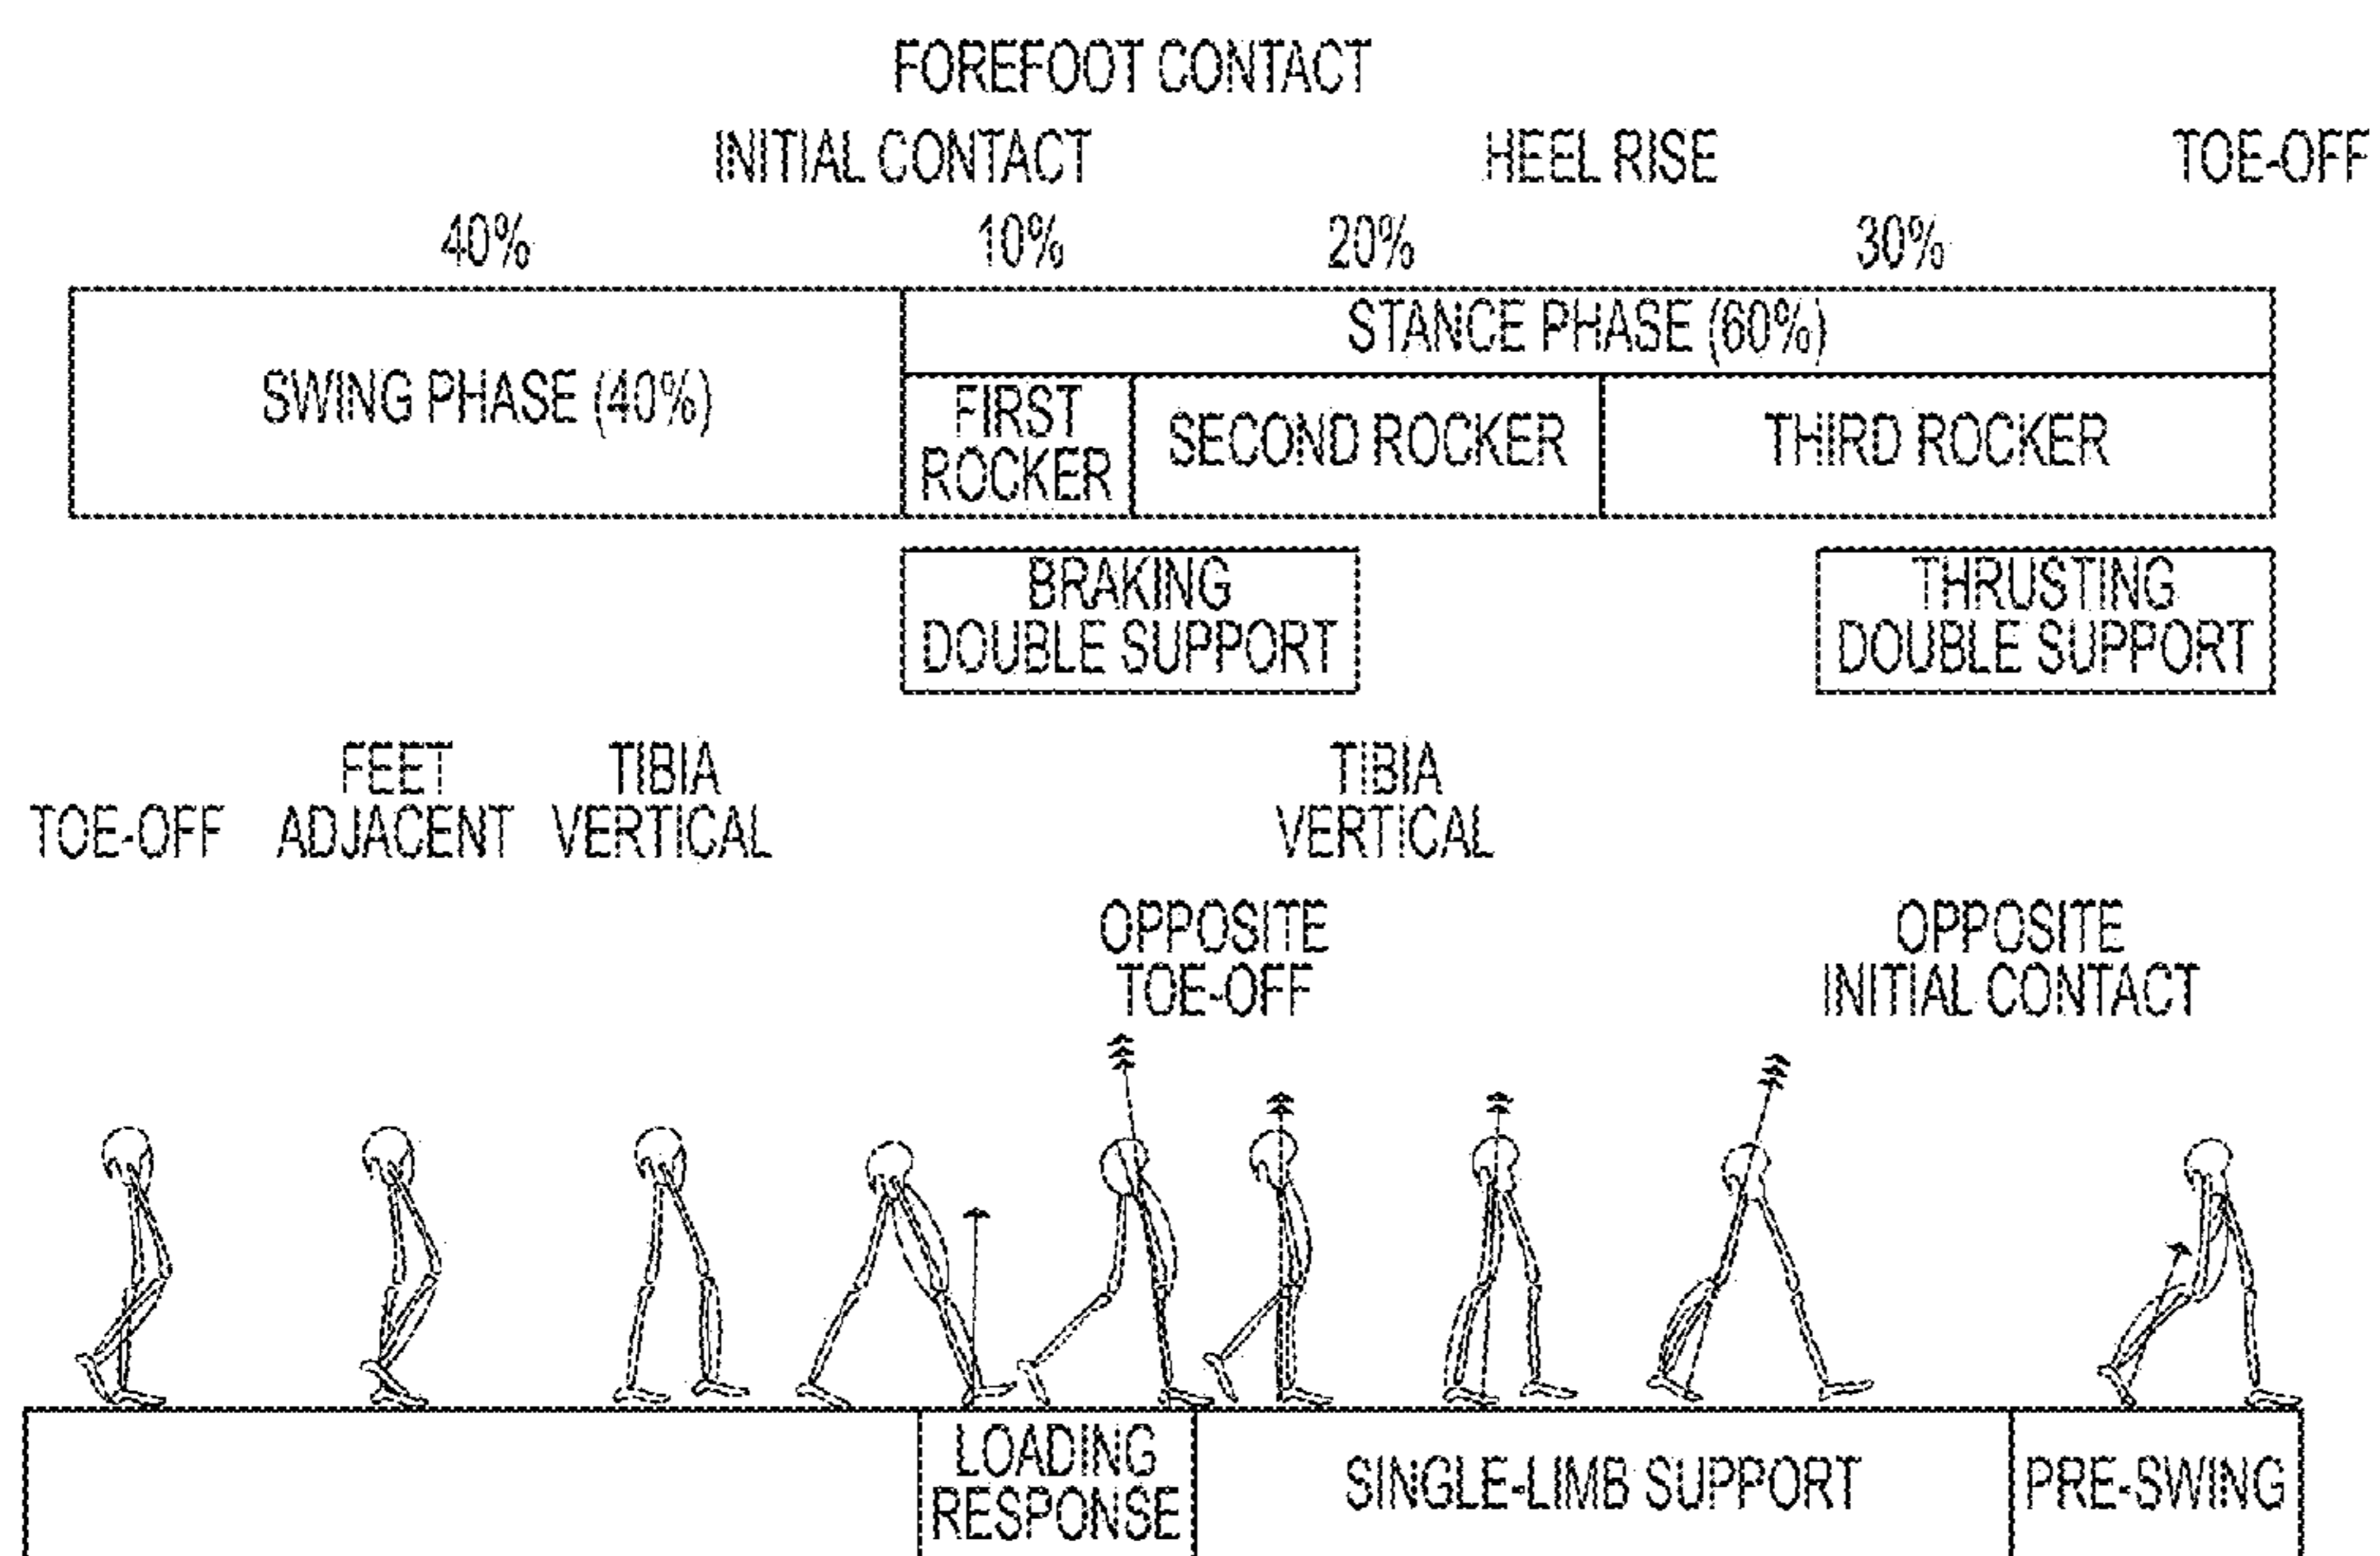 FOREFOOT CONTACT
INITIAL CONTACT HEEL RISE TOE-OFF
40% 10% 20% 30%
STANCE PHASE (60%)
SWING PHASE (40%)
FIRST
ROCKER
SECOND ROCKER
THIRD ROCKER
BRAKING
DOUBLE SUPPORT
THRUSTING
DOUBLE SUPPORT
TOE-OFF
FEET
ADJACENT
TIBIA
VERTICAL
TIBIA
VERTICAL
OPPOSITE
TOE-OFF
OPPOSITE
INITIAL CONTACT
LOADING
RESPONSE
SINGLE-LIMB SUPPORT
PRE-SWING